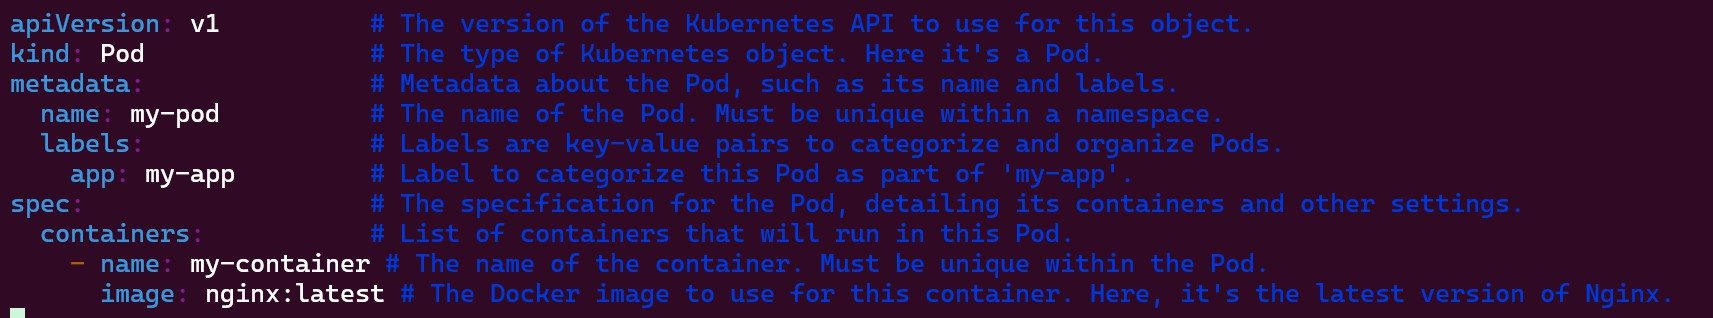 apiVersion: v1          # The version of the Kubernetes API to use for this object.
kind: Pod               # The type of Kubernetes object. Here it's a Pod.
metadata:               # Metadata about the Pod, such as its name and labels.
  name: my-pod          # The name of the Pod. Must be unique within a namespace.
  labels:               # Labels are key-value pairs to categorize and organize Pods.
    app: my-app         # Label to categorize this Pod as part of 'my-app'.
spec:                   # The specification for the Pod, detailing its containers and other settings.
  containers:           # List of containers that will run in this Pod.
    - name: my-container # The name of the container. Must be unique within the Pod.
      image: nginx:latest # The Docker image to use for this container. Here, it's the latest version of Nginx.